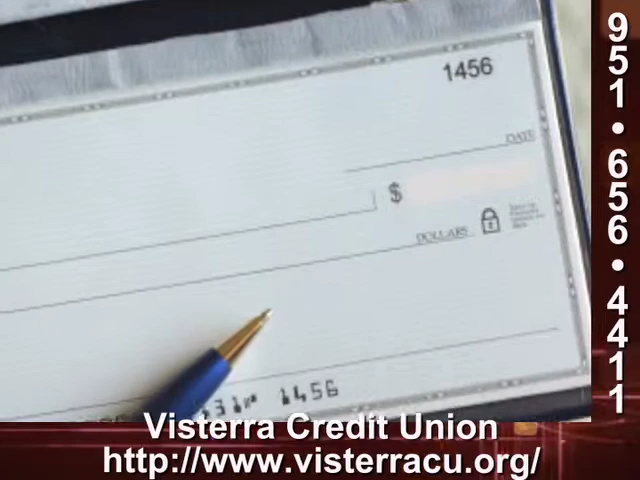 1456
DATE
$
DOLLARS
1456
951•656•4411
Visterra Credit Union
http://www.visterracu.org/